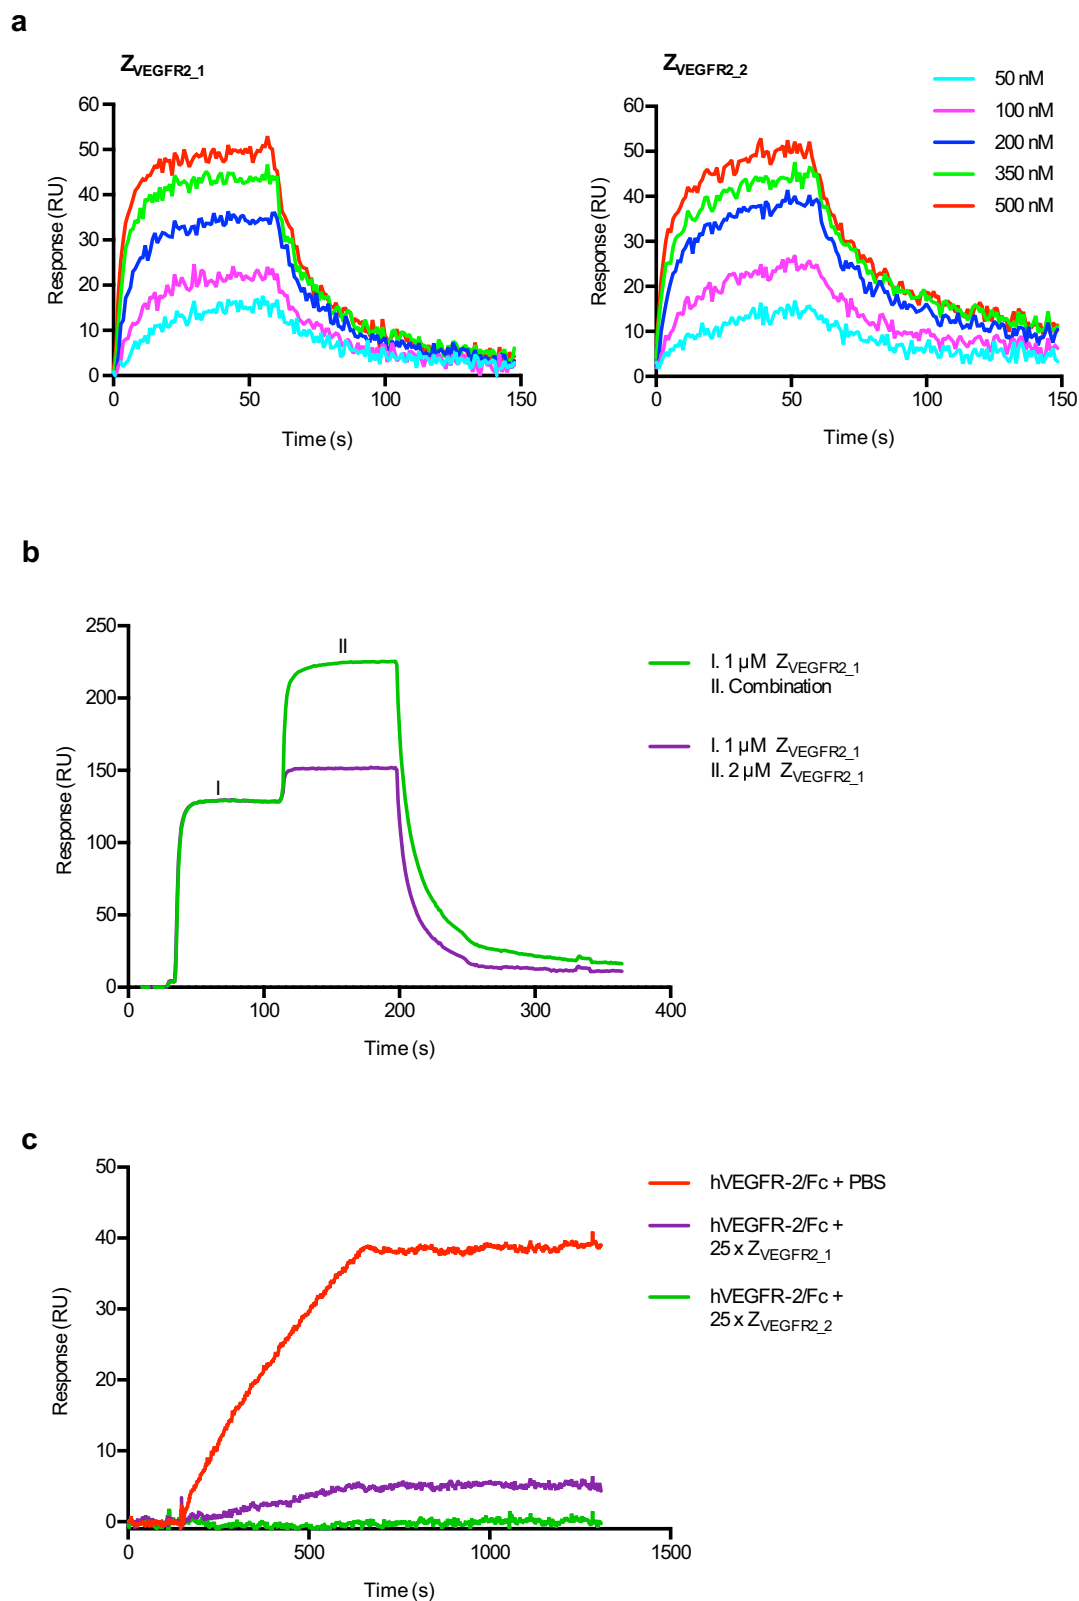 a
ZVEGFR2_1
ZVEGFR2_2
50 nM
100 nM
200 nM
350 nM
500 nM
Response (RU)
60
50
40
30
20
10
0
0
50
100
150
Time (s)
Response (RU)
60
50
40
30
20
10
0
0
50
100
150
Time (s)
b
Response (RU)
250
200
150
100
50
0
0
100
200
300
400
Time (s)
I
II
I. 1 µM ZVEGFR2_1
II. Combination
I. 1 µM ZVEGFR2_1
II. 2 µM ZVEGFR2_1
c
Response (RU)
50
40
30
20
10
0
0
500
1000
1500
Time (s)
hVEGFR-2/Fc + PBS
hVEGFR-2/Fc +
25 x ZVEGFR2_1
hVEGFR-2/Fc +
25 x ZVEGFR2_2